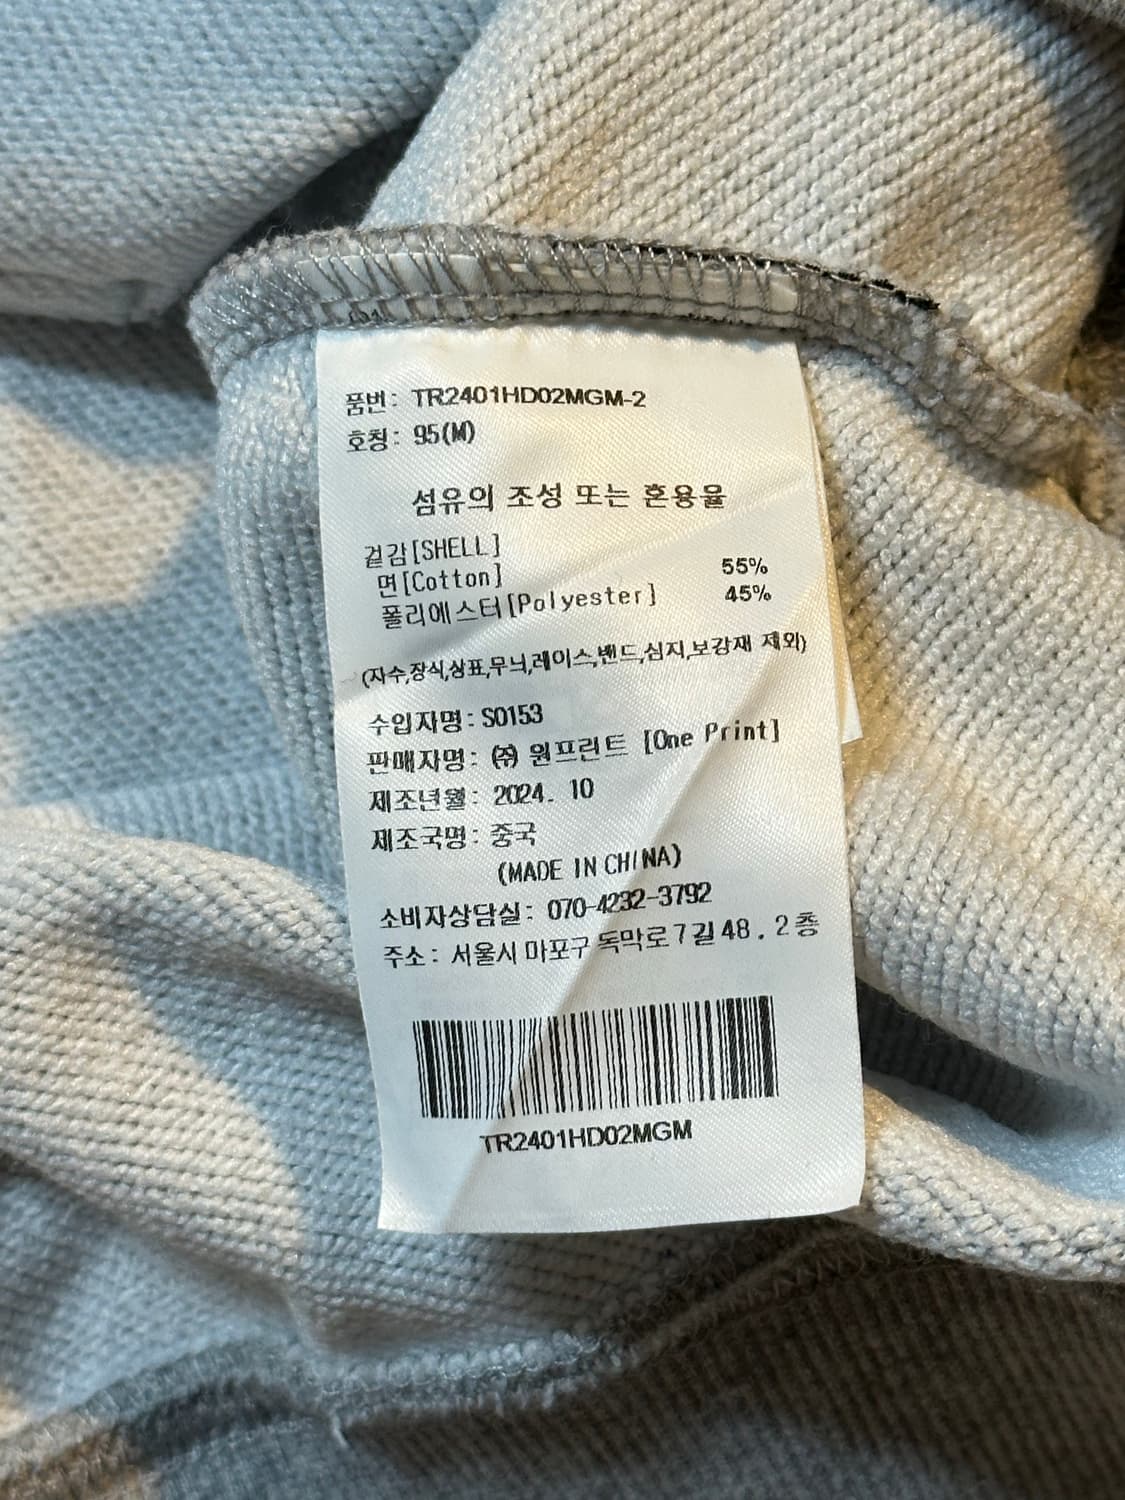 품번: TR2401HD02MGM-2
호칭: 95(M)
섬유의 조성 또는 혼용율
겉감[SHELL]
면[Cotton] 55%
폴리에스터[Polyester] 45%
(자수,장식,상표,무늬,레이스,밴드,심지,보강재 제외)
수입자명: S0153
판매자명: ㈜ 원프린트 [One Print]
제조년월: 2024. 10
제조국명: 중국
(MADE IN CHINA)
소비자상담실: 070-4232-3792
주소: 서울시 마포구 독막로7길 48, 2층
TR2401HD02MGM